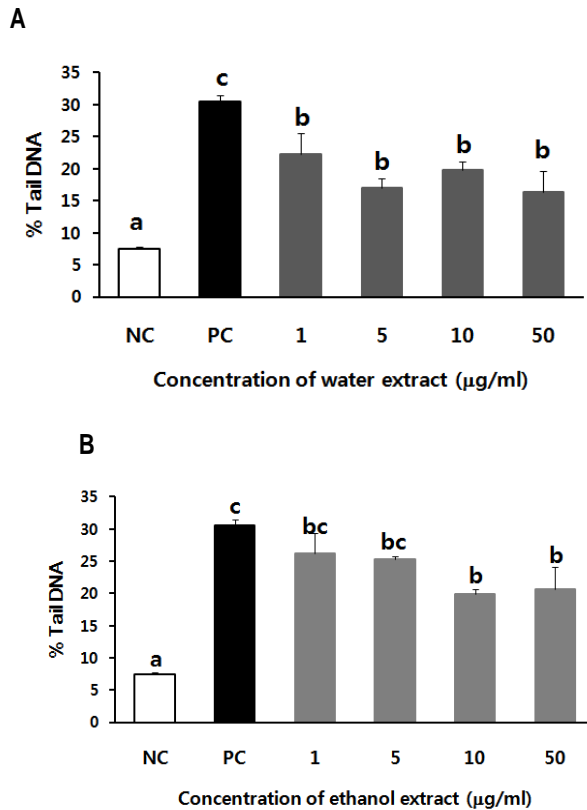 A
% Tail DNA
35
30
25
20
15
10
5
0
a
c
b
b
b
b
NC PC 1 5 10 50
Concentration of water extract (μg/ml)
B
% Tail DNA
35
30
25
20
15
10
5
0
a
c
bc
bc
b
b
NC PC 1 5 10 50
Concentration of ethanol extract (μg/ml)